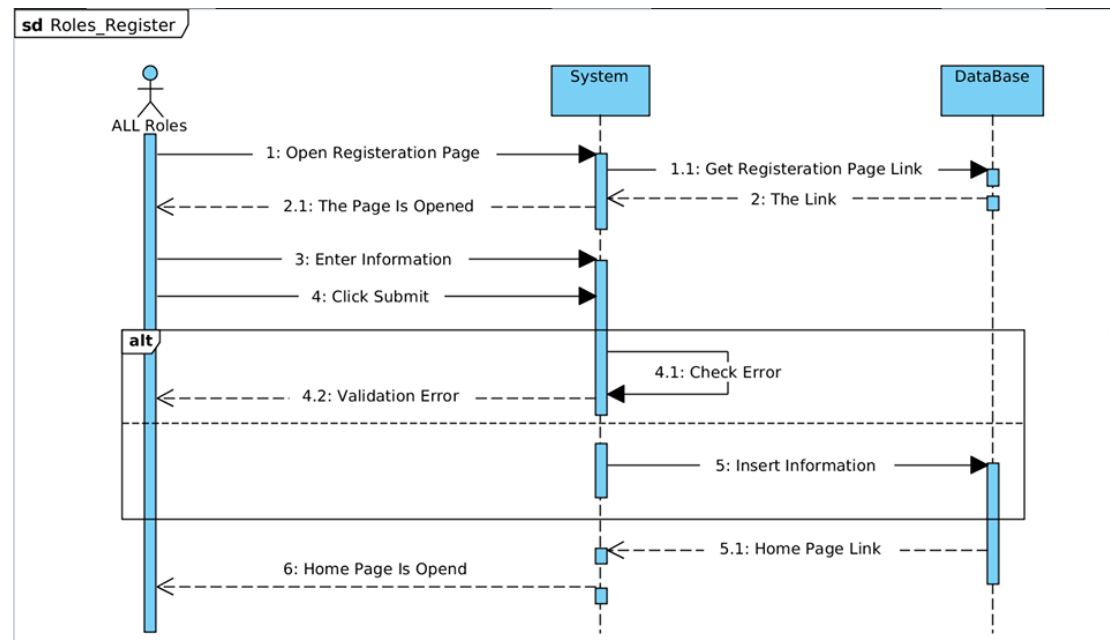 sd Roles_Register
ALL Roles
System
DataBase
1: Open Registeration Page
1.1: Get Registeration Page Link
2: The Link
2.1: The Page Is Opened
3: Enter Information
4: Click Submit
alt
4.1: Check Error
4.2: Validation Error
5: Insert Information
5.1: Home Page Link
6: Home Page Is Opend